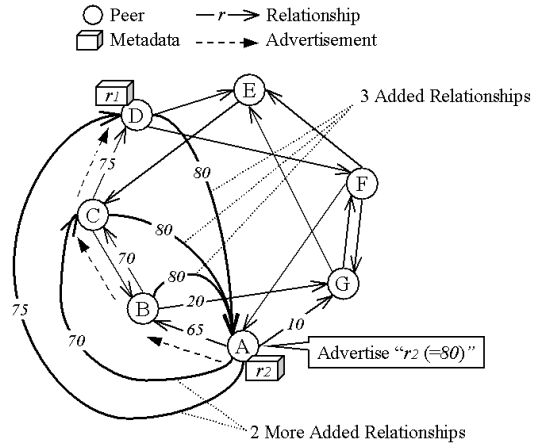 Peer
r
Relationship
Metadata
Advertisement
r1
E
3 Added Relationships
D
75
80
F
C
80
70
80
G
B
20
75
65
10
70
A
Advertise “r2 (=80)”
r2
2 More Added Relationships